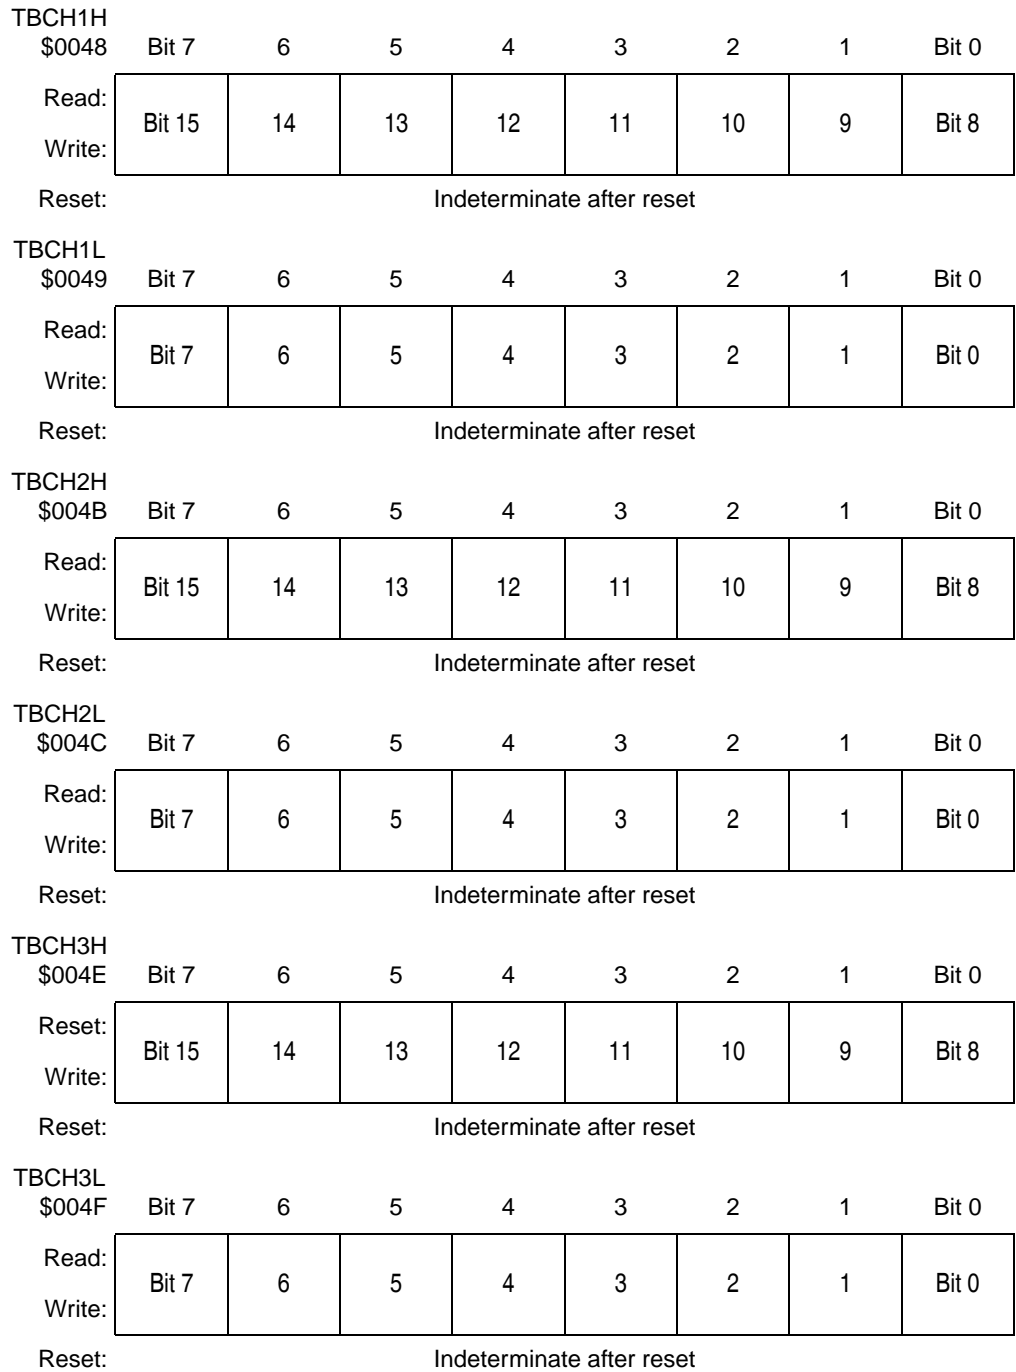 TBCH1H
$0048 Bit 7 6 5 4 3 2 1 Bit 0
Read:
Bit 15 14 13 12 11 10 9 Bit 8
Write:
Reset: Indeterminate after reset
TBCH1L
$0049 Bit 7 6 5 4 3 2 1 Bit 0
Read:
Bit 7 6 5 4 3 2 1 Bit 0
Write:
Reset: Indeterminate after reset
TBCH2H
$004B Bit 7 6 5 4 3 2 1 Bit 0
Read:
Bit 15 14 13 12 11 10 9 Bit 8
Write:
Reset: Indeterminate after reset
TBCH2L
$004C Bit 7 6 5 4 3 2 1 Bit 0
Read:
Bit 7 6 5 4 3 2 1 Bit 0
Write:
Reset: Indeterminate after reset
TBCH3H
$004E Bit 7 6 5 4 3 2 1 Bit 0
Reset:
Bit 15 14 13 12 11 10 9 Bit 8
Write:
Reset: Indeterminate after reset
TBCH3L
$004F Bit 7 6 5 4 3 2 1 Bit 0
Read:
Bit 7 6 5 4 3 2 1 Bit 0
Write:
Reset: Indeterminate after reset